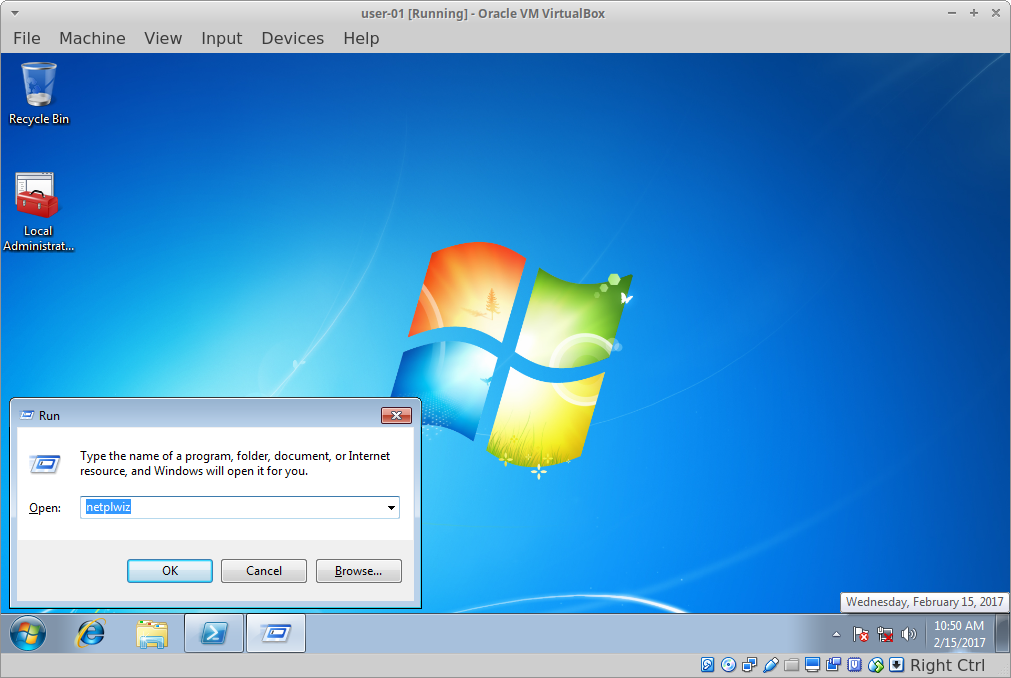 user-01 [Running] - Oracle VM VirtualBox
File Machine View Input Devices Help
Recycle Bin
Local
Administrat...
Run
Type the name of a program, folder, document, or Internet
resource, and Windows will open it for you.
Open: netplwiz
OK Cancel Browse...
Wednesday, February 15, 2017
10:50 AM
2/15/2017
Right Ctrl